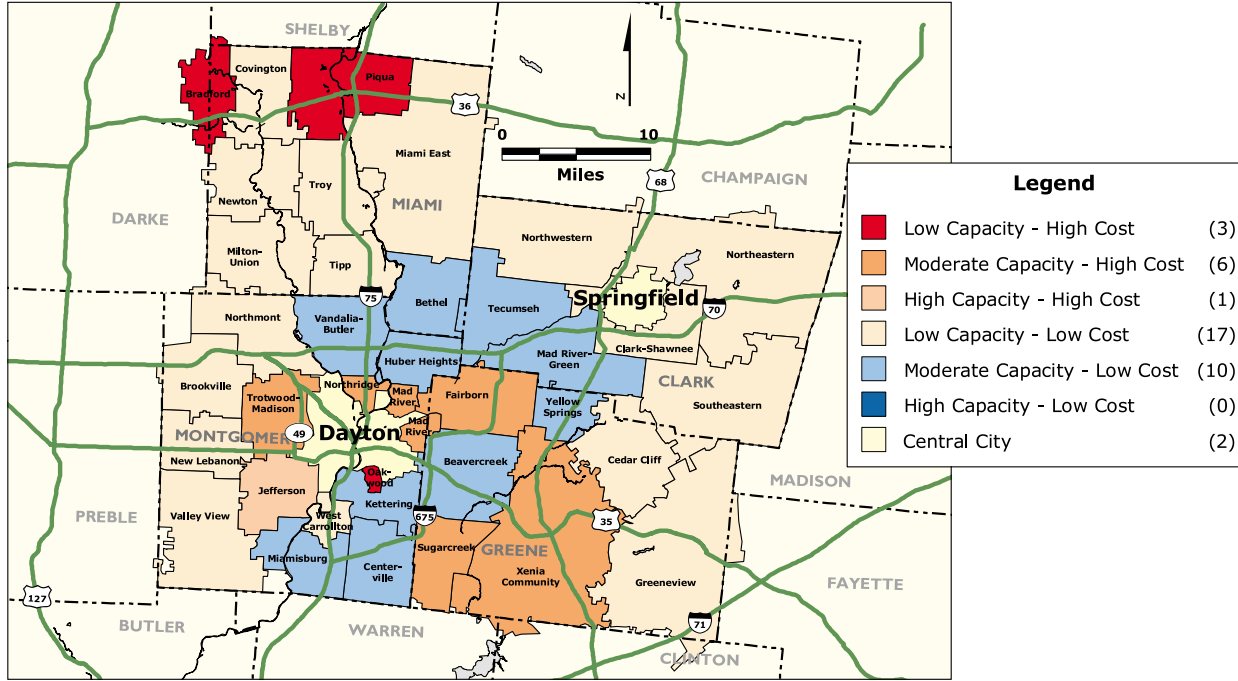 SHELBY
Covington
Bradford
Piqua
36
N
0 10
Miles
Miami East
MIAMI
Troy
Newton
DARKE
Milton-
Union
Tipp
68
CHAMPAIGN
Northwestern
Northeastern
75
Bethel
Tecumseh
Springfield
70
Northmont
Vandalia-
Butler
Huber Heights
Mad River-
Green
Clark-Shawnee
CLARK
Southeastern
Brookville
Trotwood-
Madison
Northridge
Mad
River
Fairborn
Yellow
Springs
MONTGOMER
49
Dayton
Mad
River
Beavercreek
Cedar Cliff
New Lebanon
Jefferson
Oak-
wood
Kettering
MADISON
PREBLE
Valley View
West
Carrollton
675
35
Miamisburg
Center-
ville
Sugarcreek
GREENE
Xenia
Community
Greeneview
FAYETTE
127
BUTLER
WARREN
71
CLINTON
Legend
Low Capacity - High Cost (3)
Moderate Capacity - High Cost (6)
High Capacity - High Cost (1)
Low Capacity - Low Cost (17)
Moderate Capacity - Low Cost (10)
High Capacity - Low Cost (0)
Central City (2)